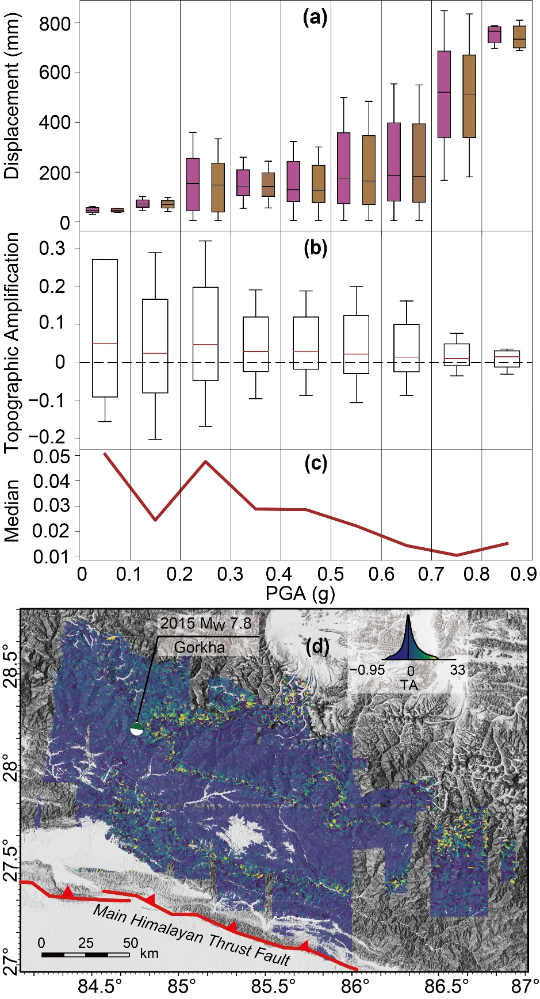 (a)
Displacement (mm)
800
600
400
200
0
(b)
Topographic Amplification
0.3
0.2
0.1
0
−0.1
−0.2
(c)
Median
0.05
0.04
0.03
0.02
0.01
0 0.1 0.2 0.3 0.4 0.5 0.6 0.7 0.8 0.9
PGA (g)
2015 Mw 7.8
Gorkha
(d)
−0.95 0 33
TA
28.5°
28°
27.5°
27°
Main Himalayan Thrust Fault
0 25 50 km
84.5° 85° 85.5° 86° 86.5° 87°